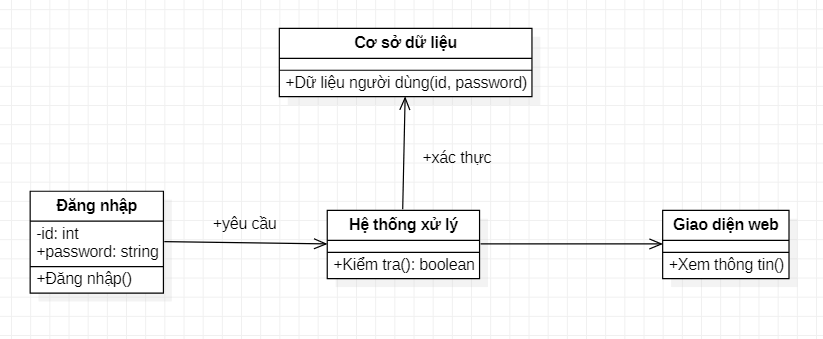 Cơ sở dữ liệu
+Dữ liệu người dùng(id, password)
+xác thực
Đăng nhập
-id: int
+password: string
+Đăng nhập()
+yêu cầu
Hệ thống xử lý
+Kiểm tra(): boolean
Giao diện web
+Xem thông tin()